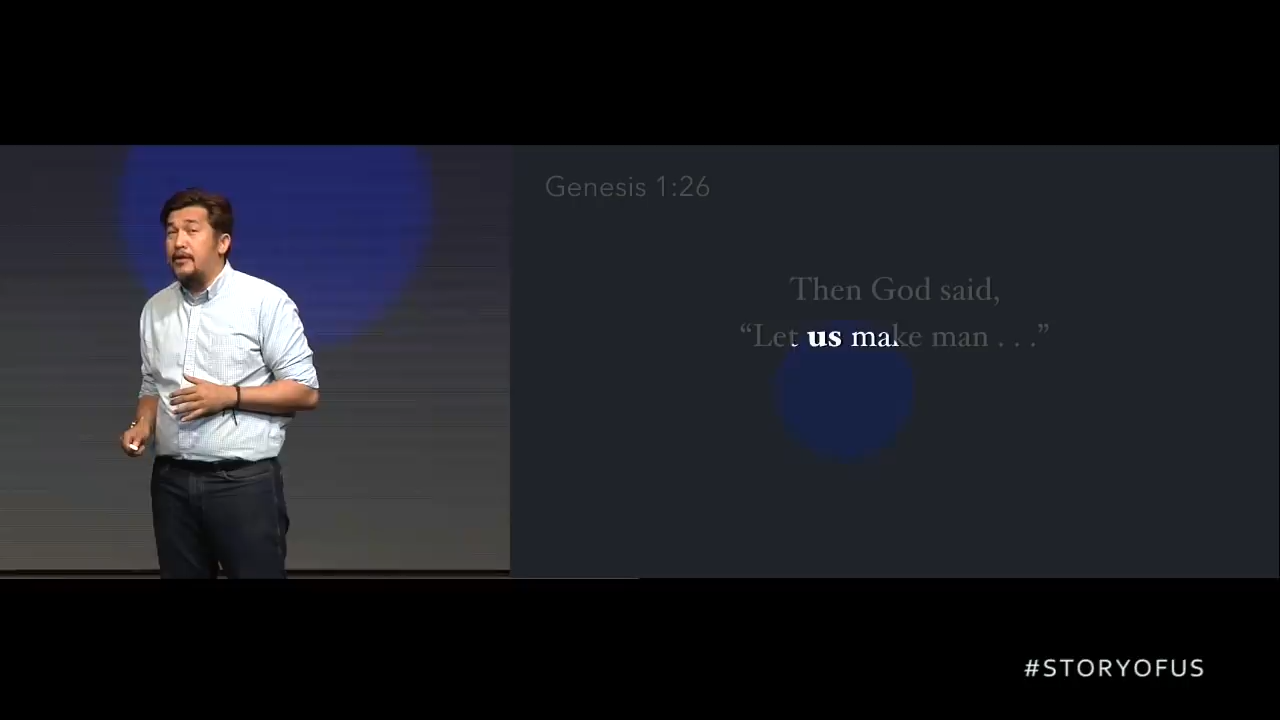 Genesis 1:26
Then God said,
“Let us make man . . .”
#STORYOFUS